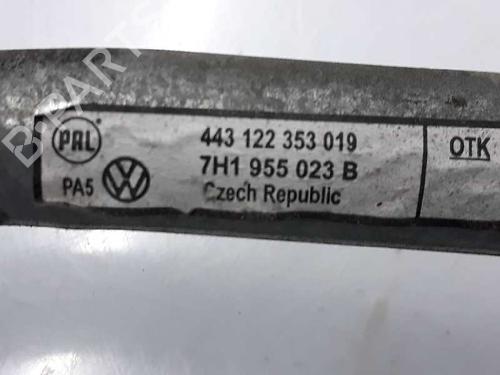 PAL
443 122 353 019
7H1 955 023 B
PA5
Czech Republic
OTK
B-PARTS